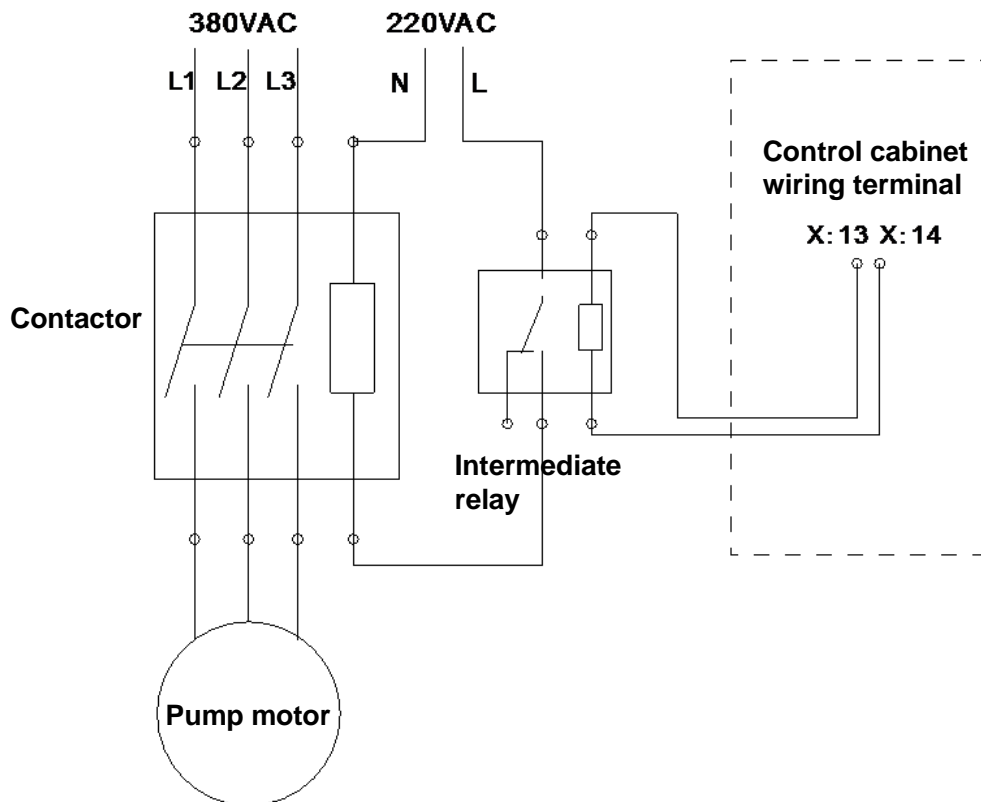 380VAC 220VAC
L1 L2 L3 N L
Control cabinet
wiring terminal
X:13 X:14
Contactor
Intermediate
relay
Pump motor